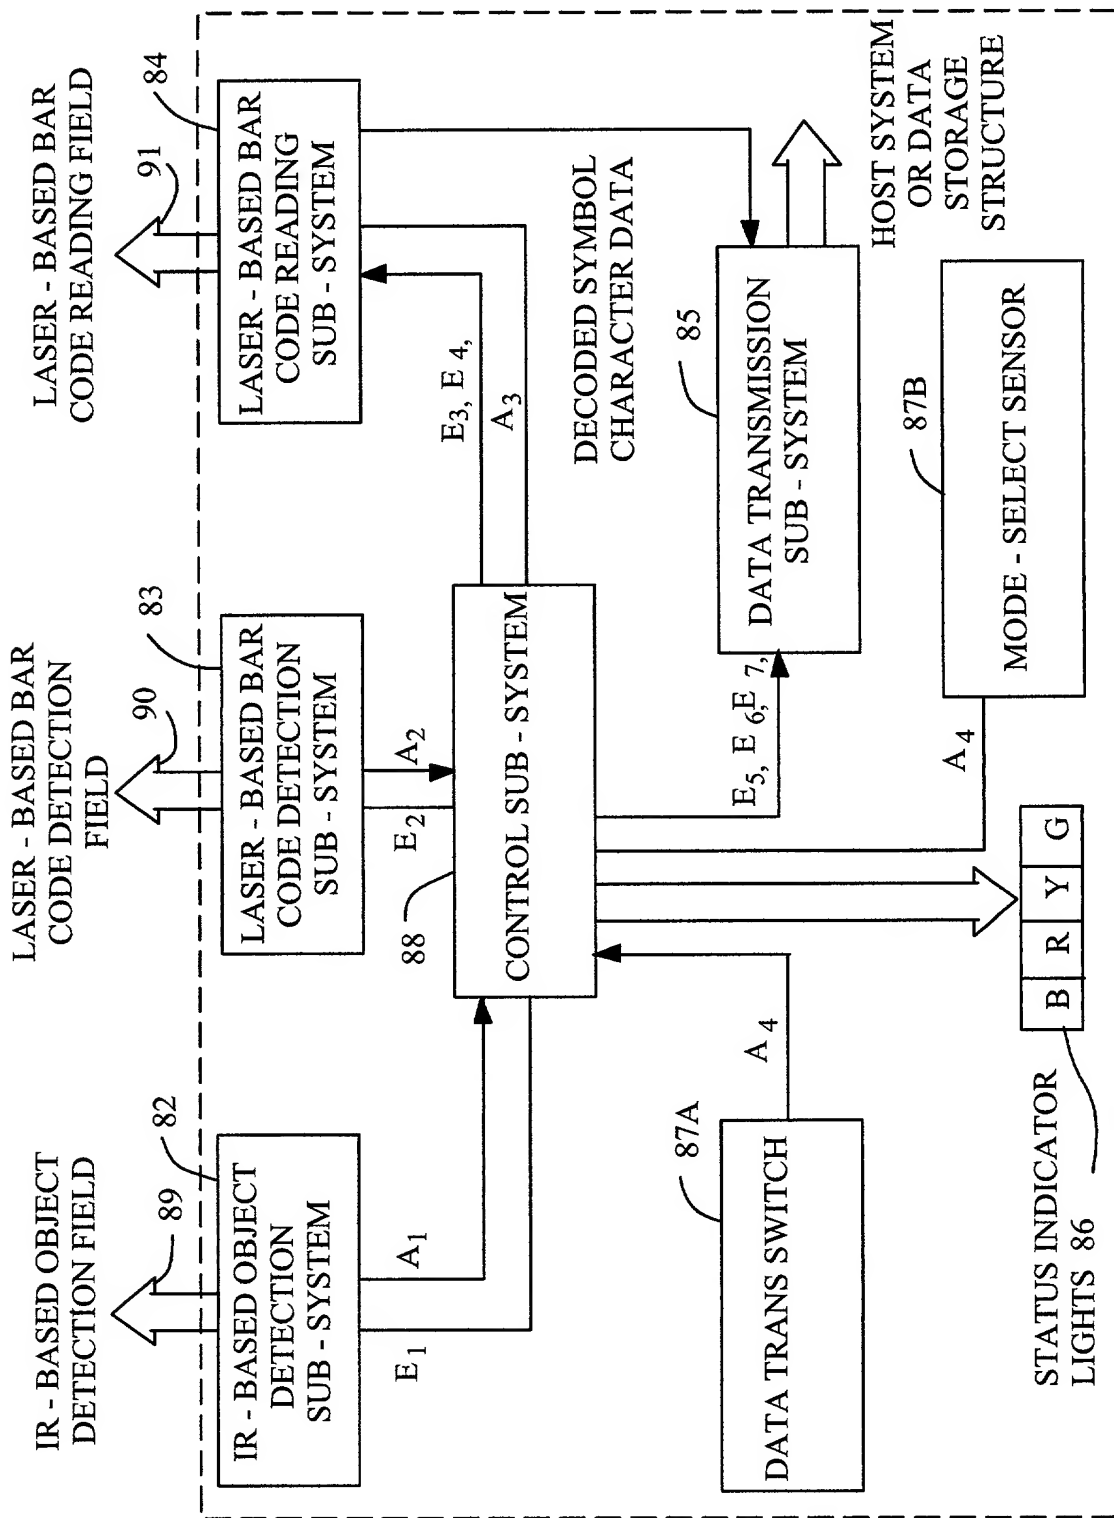 IR - BASED OBJECT
DETECTION FIELD
89
82
IR - BASED OBJECT
DETECTION
SUB - SYSTEM
E1
A1
LASER - BASED BAR
CODE DETECTION
FIELD
90
83
LASER - BASED BAR
CODE DETECTION
SUB - SYSTEM
E2
A2
LASER - BASED BAR
CODE READING FIELD
91
84
LASER - BASED BAR
CODE READING
SUB - SYSTEM
E3, E4,
A3
88
CONTROL SUB - SYSTEM
DECODED SYMBOL
CHARACTER DATA
87A
DATA TRANS SWITCH
A4
E5, E6, E7,
85
DATA TRANSMISSION
SUB - SYSTEM
HOST SYSTEM
OR DATA
STORAGE
STRUCTURE
87B
MODE - SELECT SENSOR
A4
B R Y G
STATUS INDICATOR
LIGHTS 86